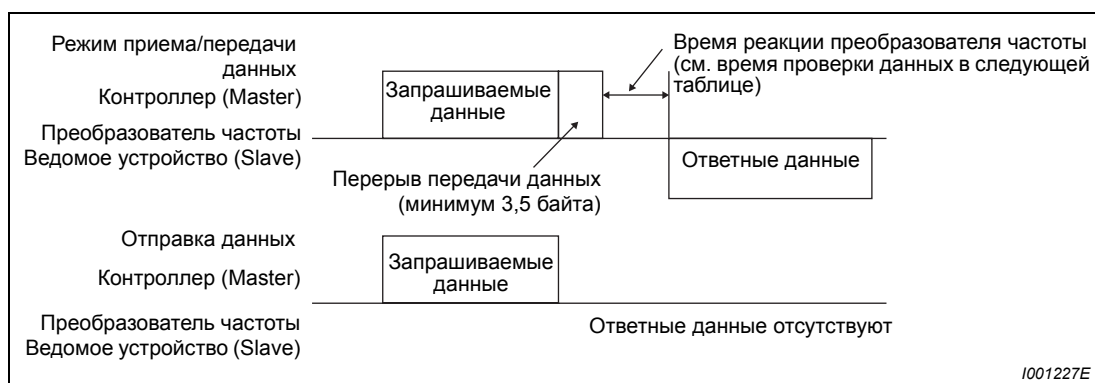 Режим приема/передачи
данных
Контроллер (Master)
Преобразователь частоты
Ведомое устройство (Slave)
Запрашиваемые
данные
Время реакции преобразователя частоты
(см. время проверки данных в следующей
таблице)
Ответные данные
Перерыв передачи данных
(минимум 3,5 байта)
Отправка данных
Контроллер (Master)
Преобразователь частоты
Ведомое устройство (Slave)
Запрашиваемые
данные
Ответные данные отсутствуют
I001227E